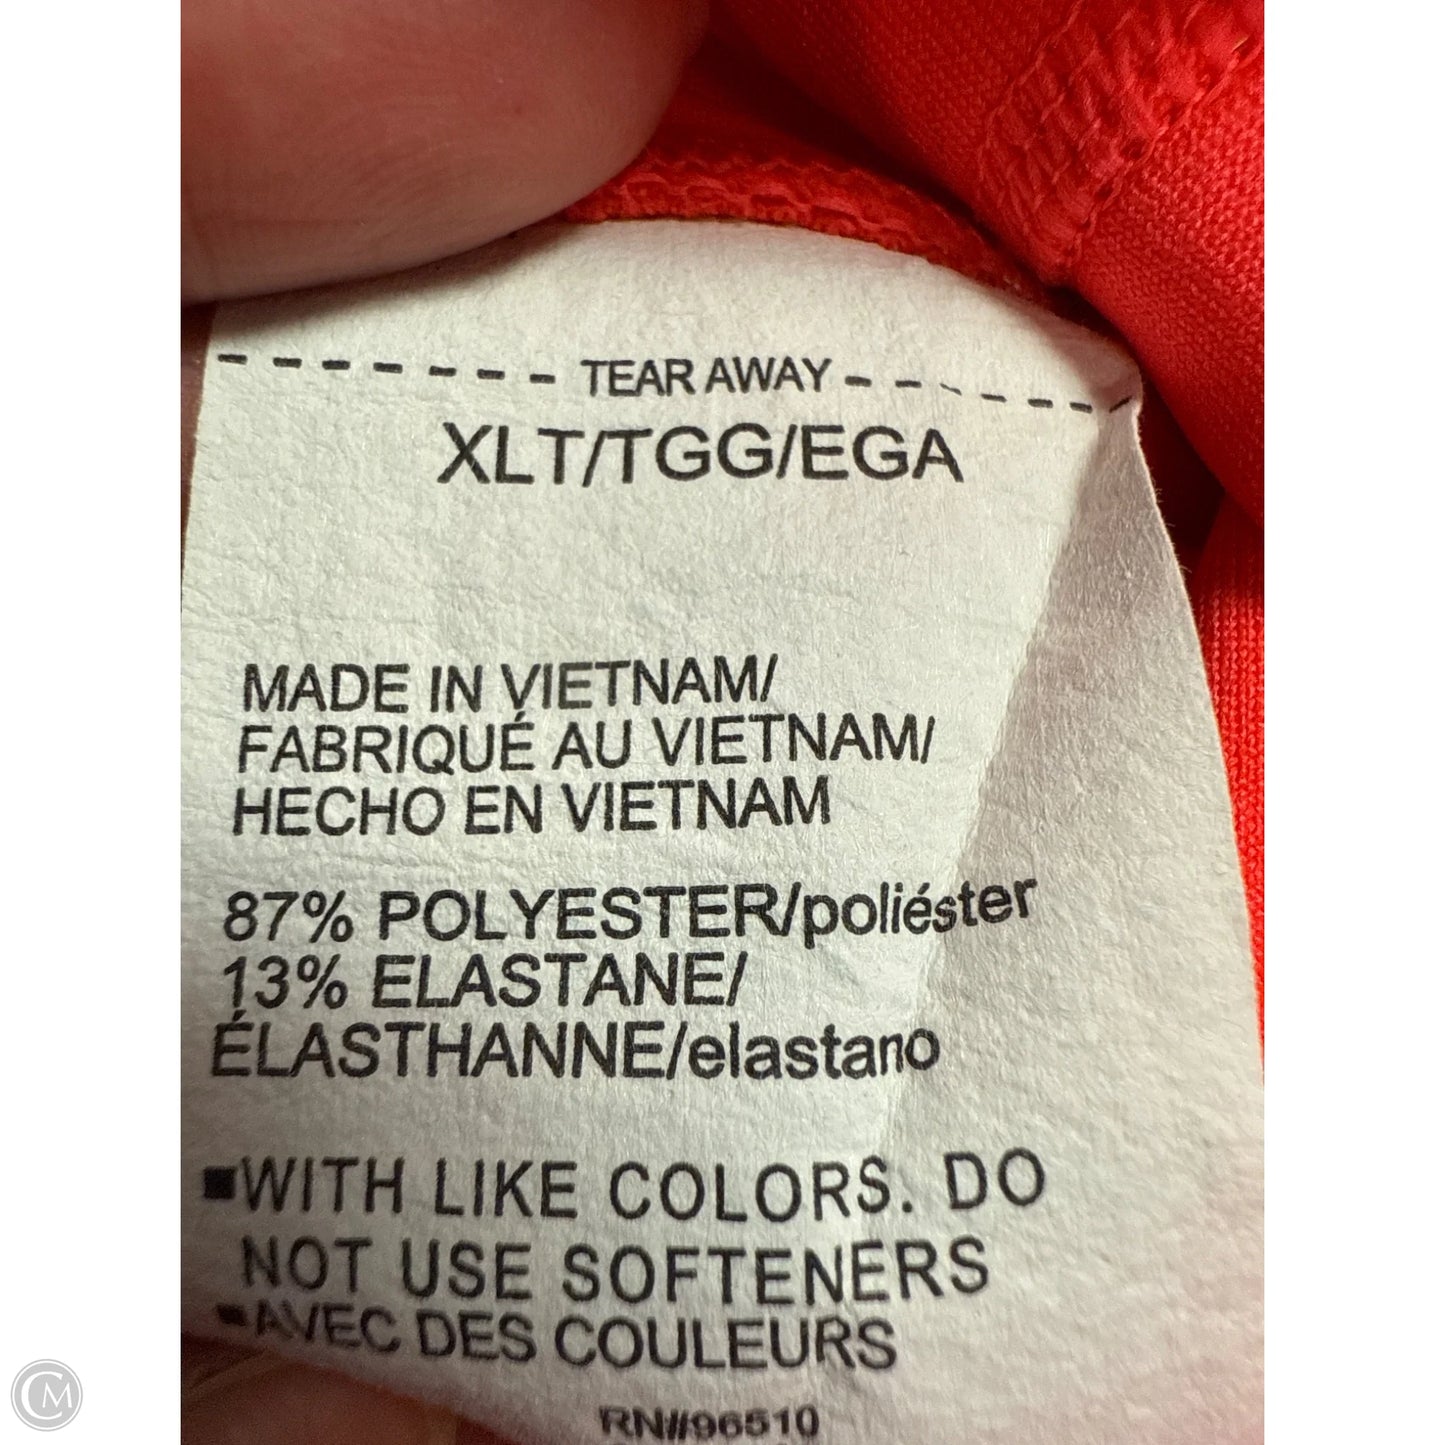 TEAR AWAY
XLT/TGG/EGA
MADE IN VIETNAM/
FABRIQUÉ AU VIETNAM/
HECHO EN VIETNAM
87% POLYESTER/poliéster
13% ELASTANE/
ÉLASTHANNE/elastano
■WITH LIKE COLORS. DO
NOT USE SOFTENERS
■AVEC DES COULEURS
RN#96510
CM